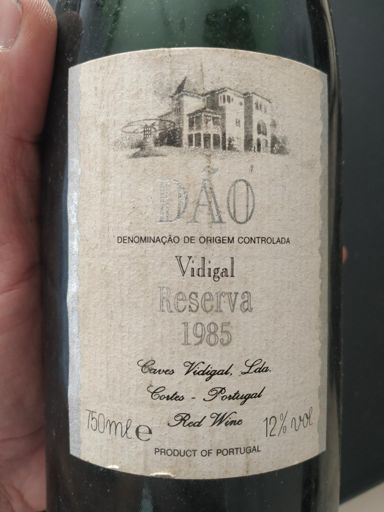 DÃO
DENOMINAÇÃO DE ORIGEM CONTROLADA
Vidigal
Reserva
1985
Caves Vidigal, Lda.
Cortes - Portugal
750ml e Red Wine 12% vol
PRODUCT OF PORTUGAL